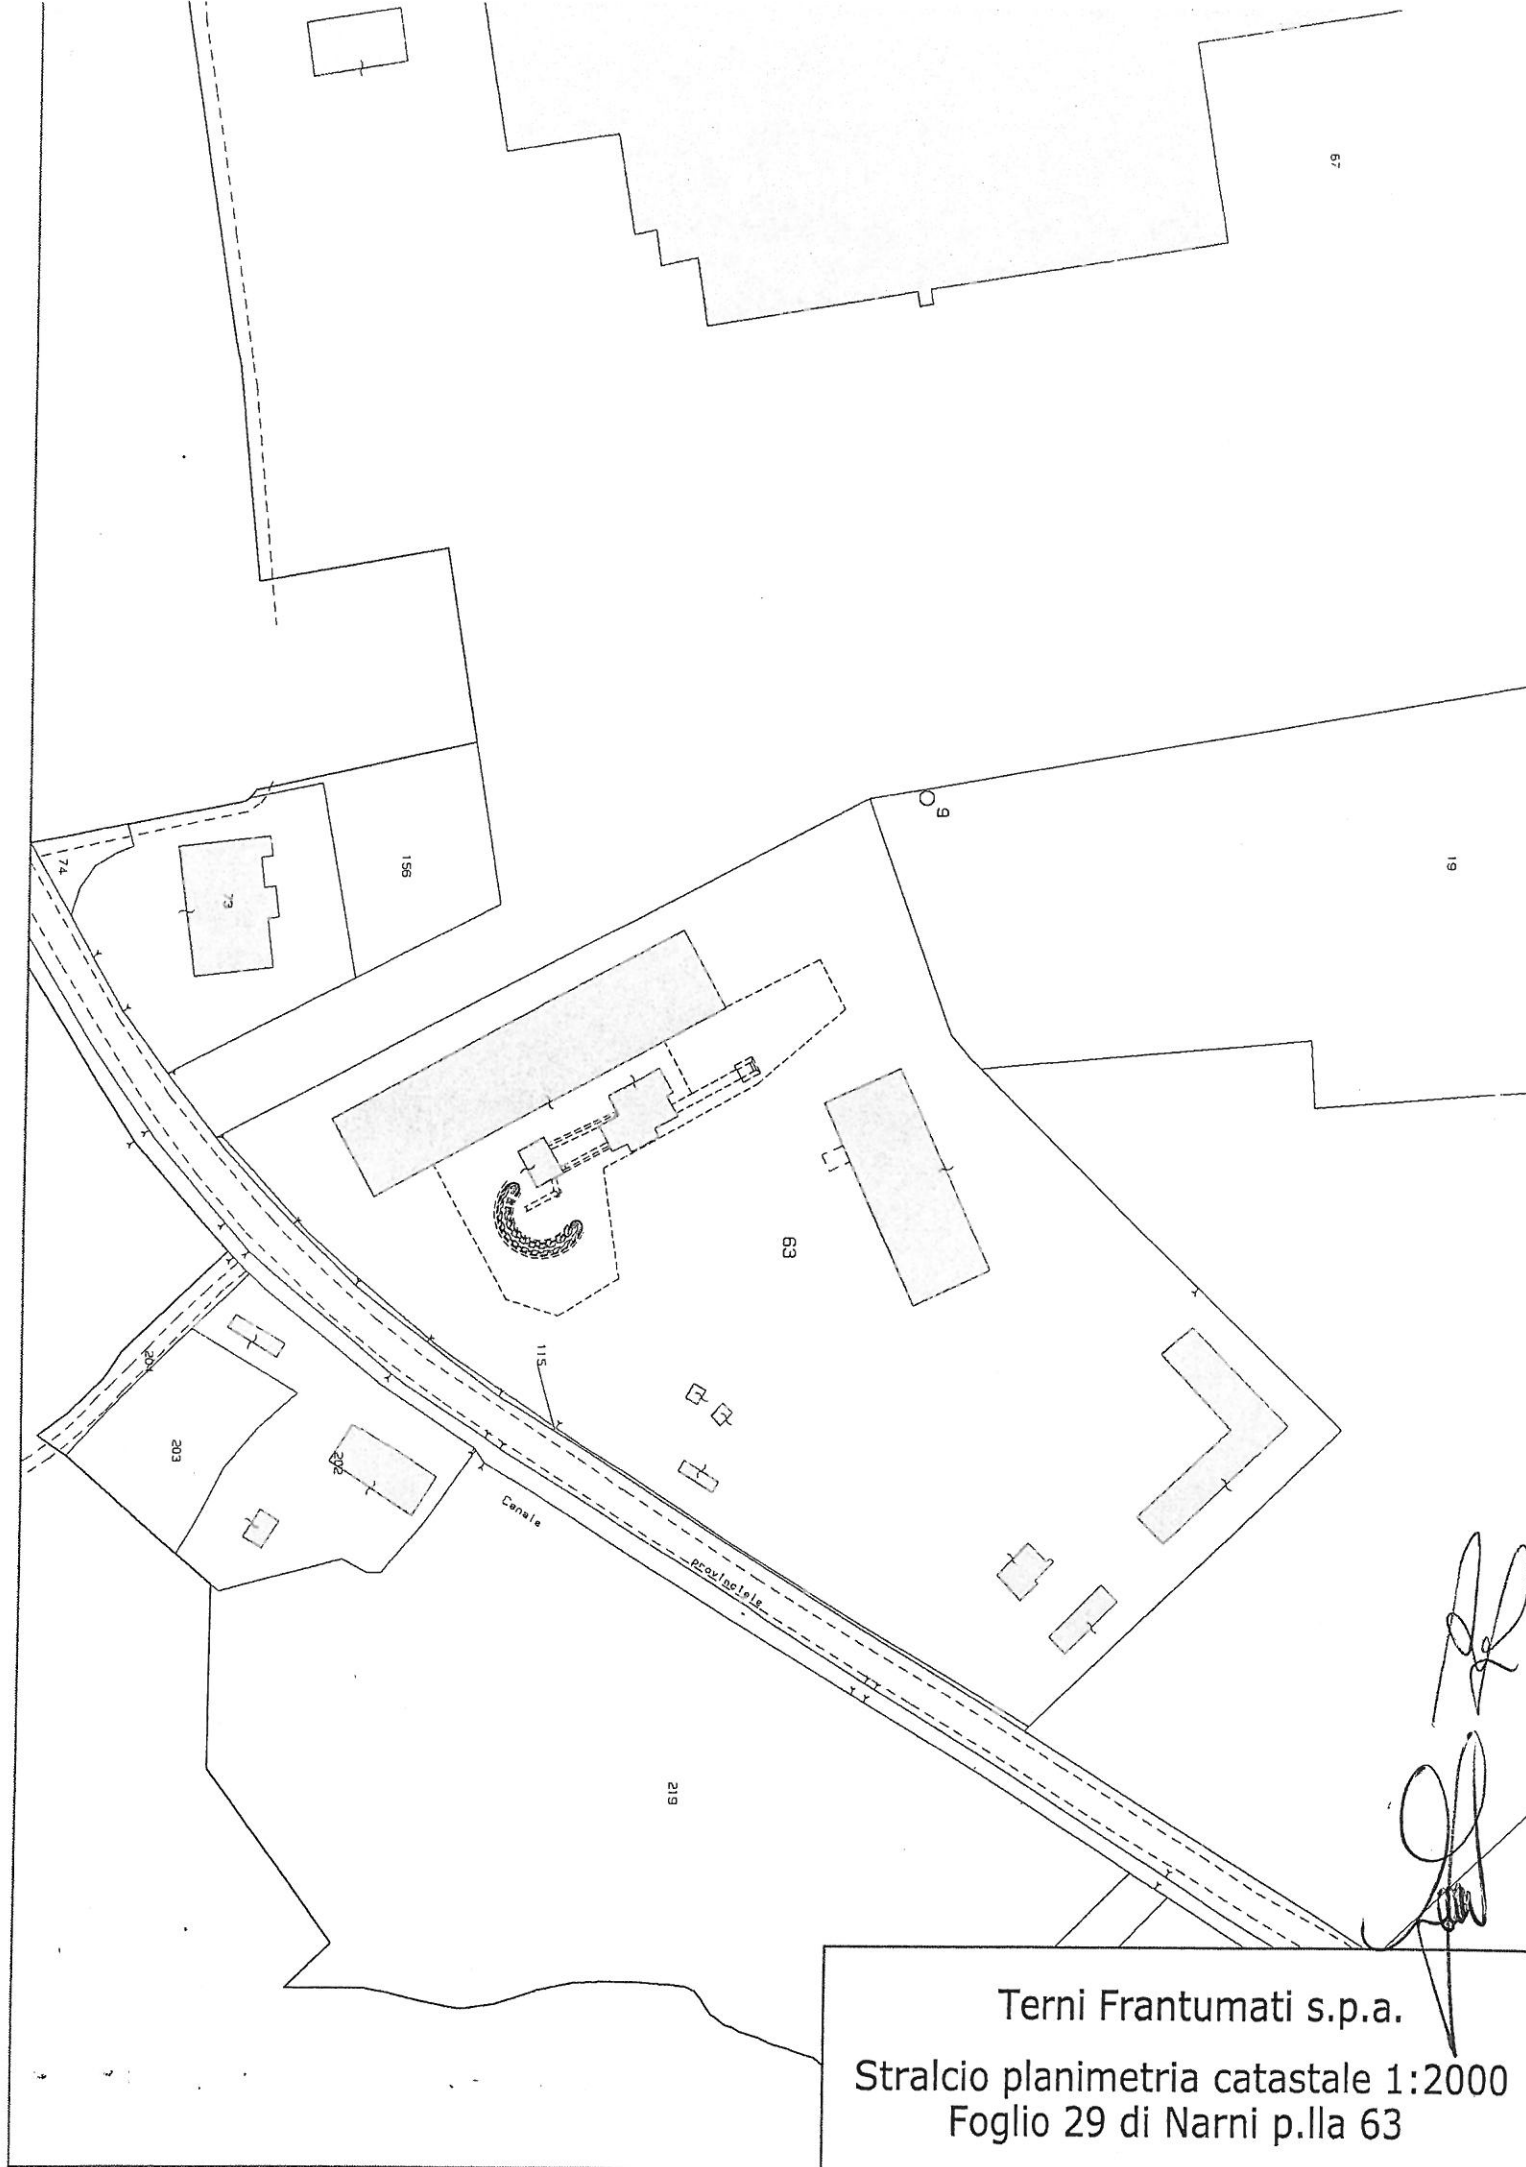 67
9
19
74
73
156
63
115
201
203
202
Canale
Provinciale
219
Terni Frantumati s.p.a.
Stralcio planimetria catastale 1:2000
Foglio 29 di Narni p.lla 63